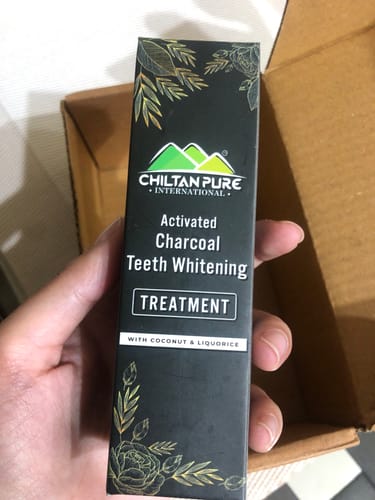 CHILTAN PURE
· INTERNATIONAL ·
Activated
Charcoal
Teeth Whitening
TREATMENT
WITH COCONUT & LIQUORICE